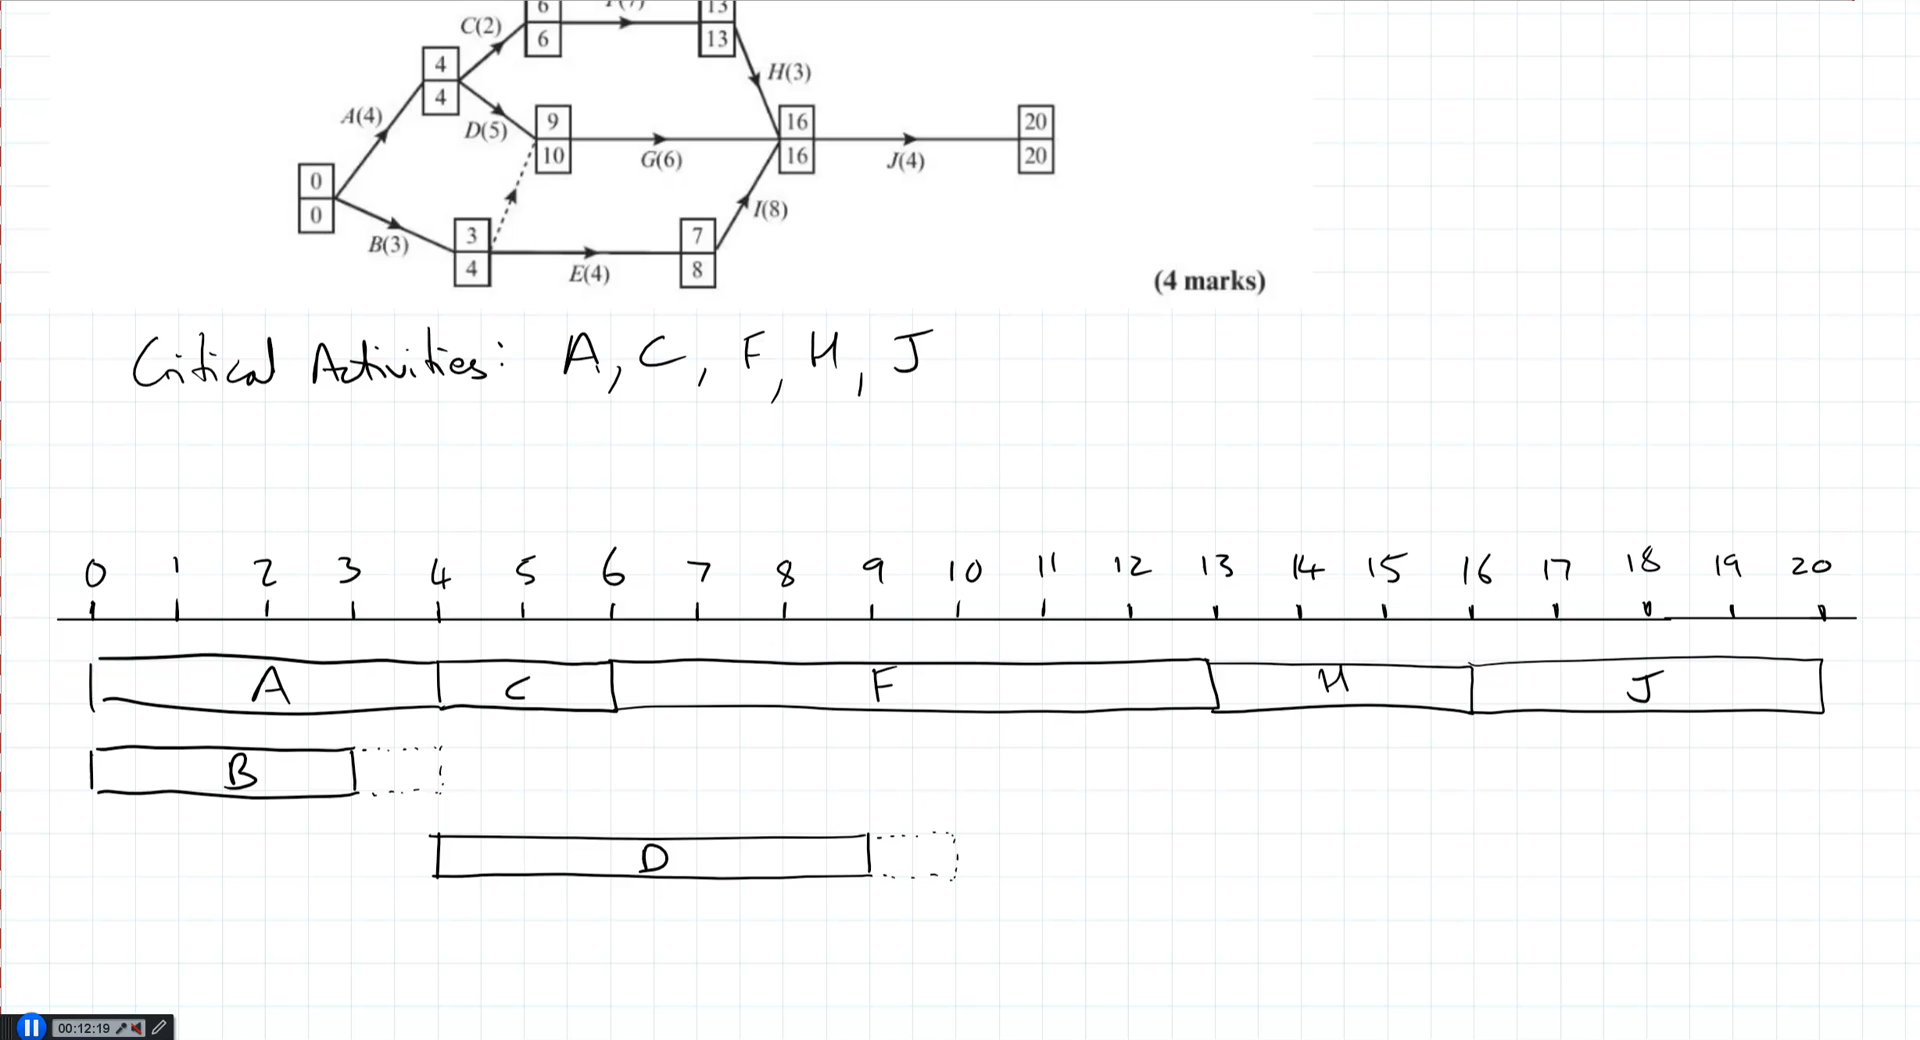 6 13
C(2) 6 13
4 H(3)
4
A(4) D(5) 9 16 20
10 G(6) 16 J(4) 20
0
0 I(8)
B(3) 3 7
4 E(4) 8
(4 marks)
Critical Activities: A, C, F, H, J
0 1 2 3 4 5 6 7 8 9 10 11 12 13 14 15 16 17 18 19 20
A C F H J
B
D
00:12:19